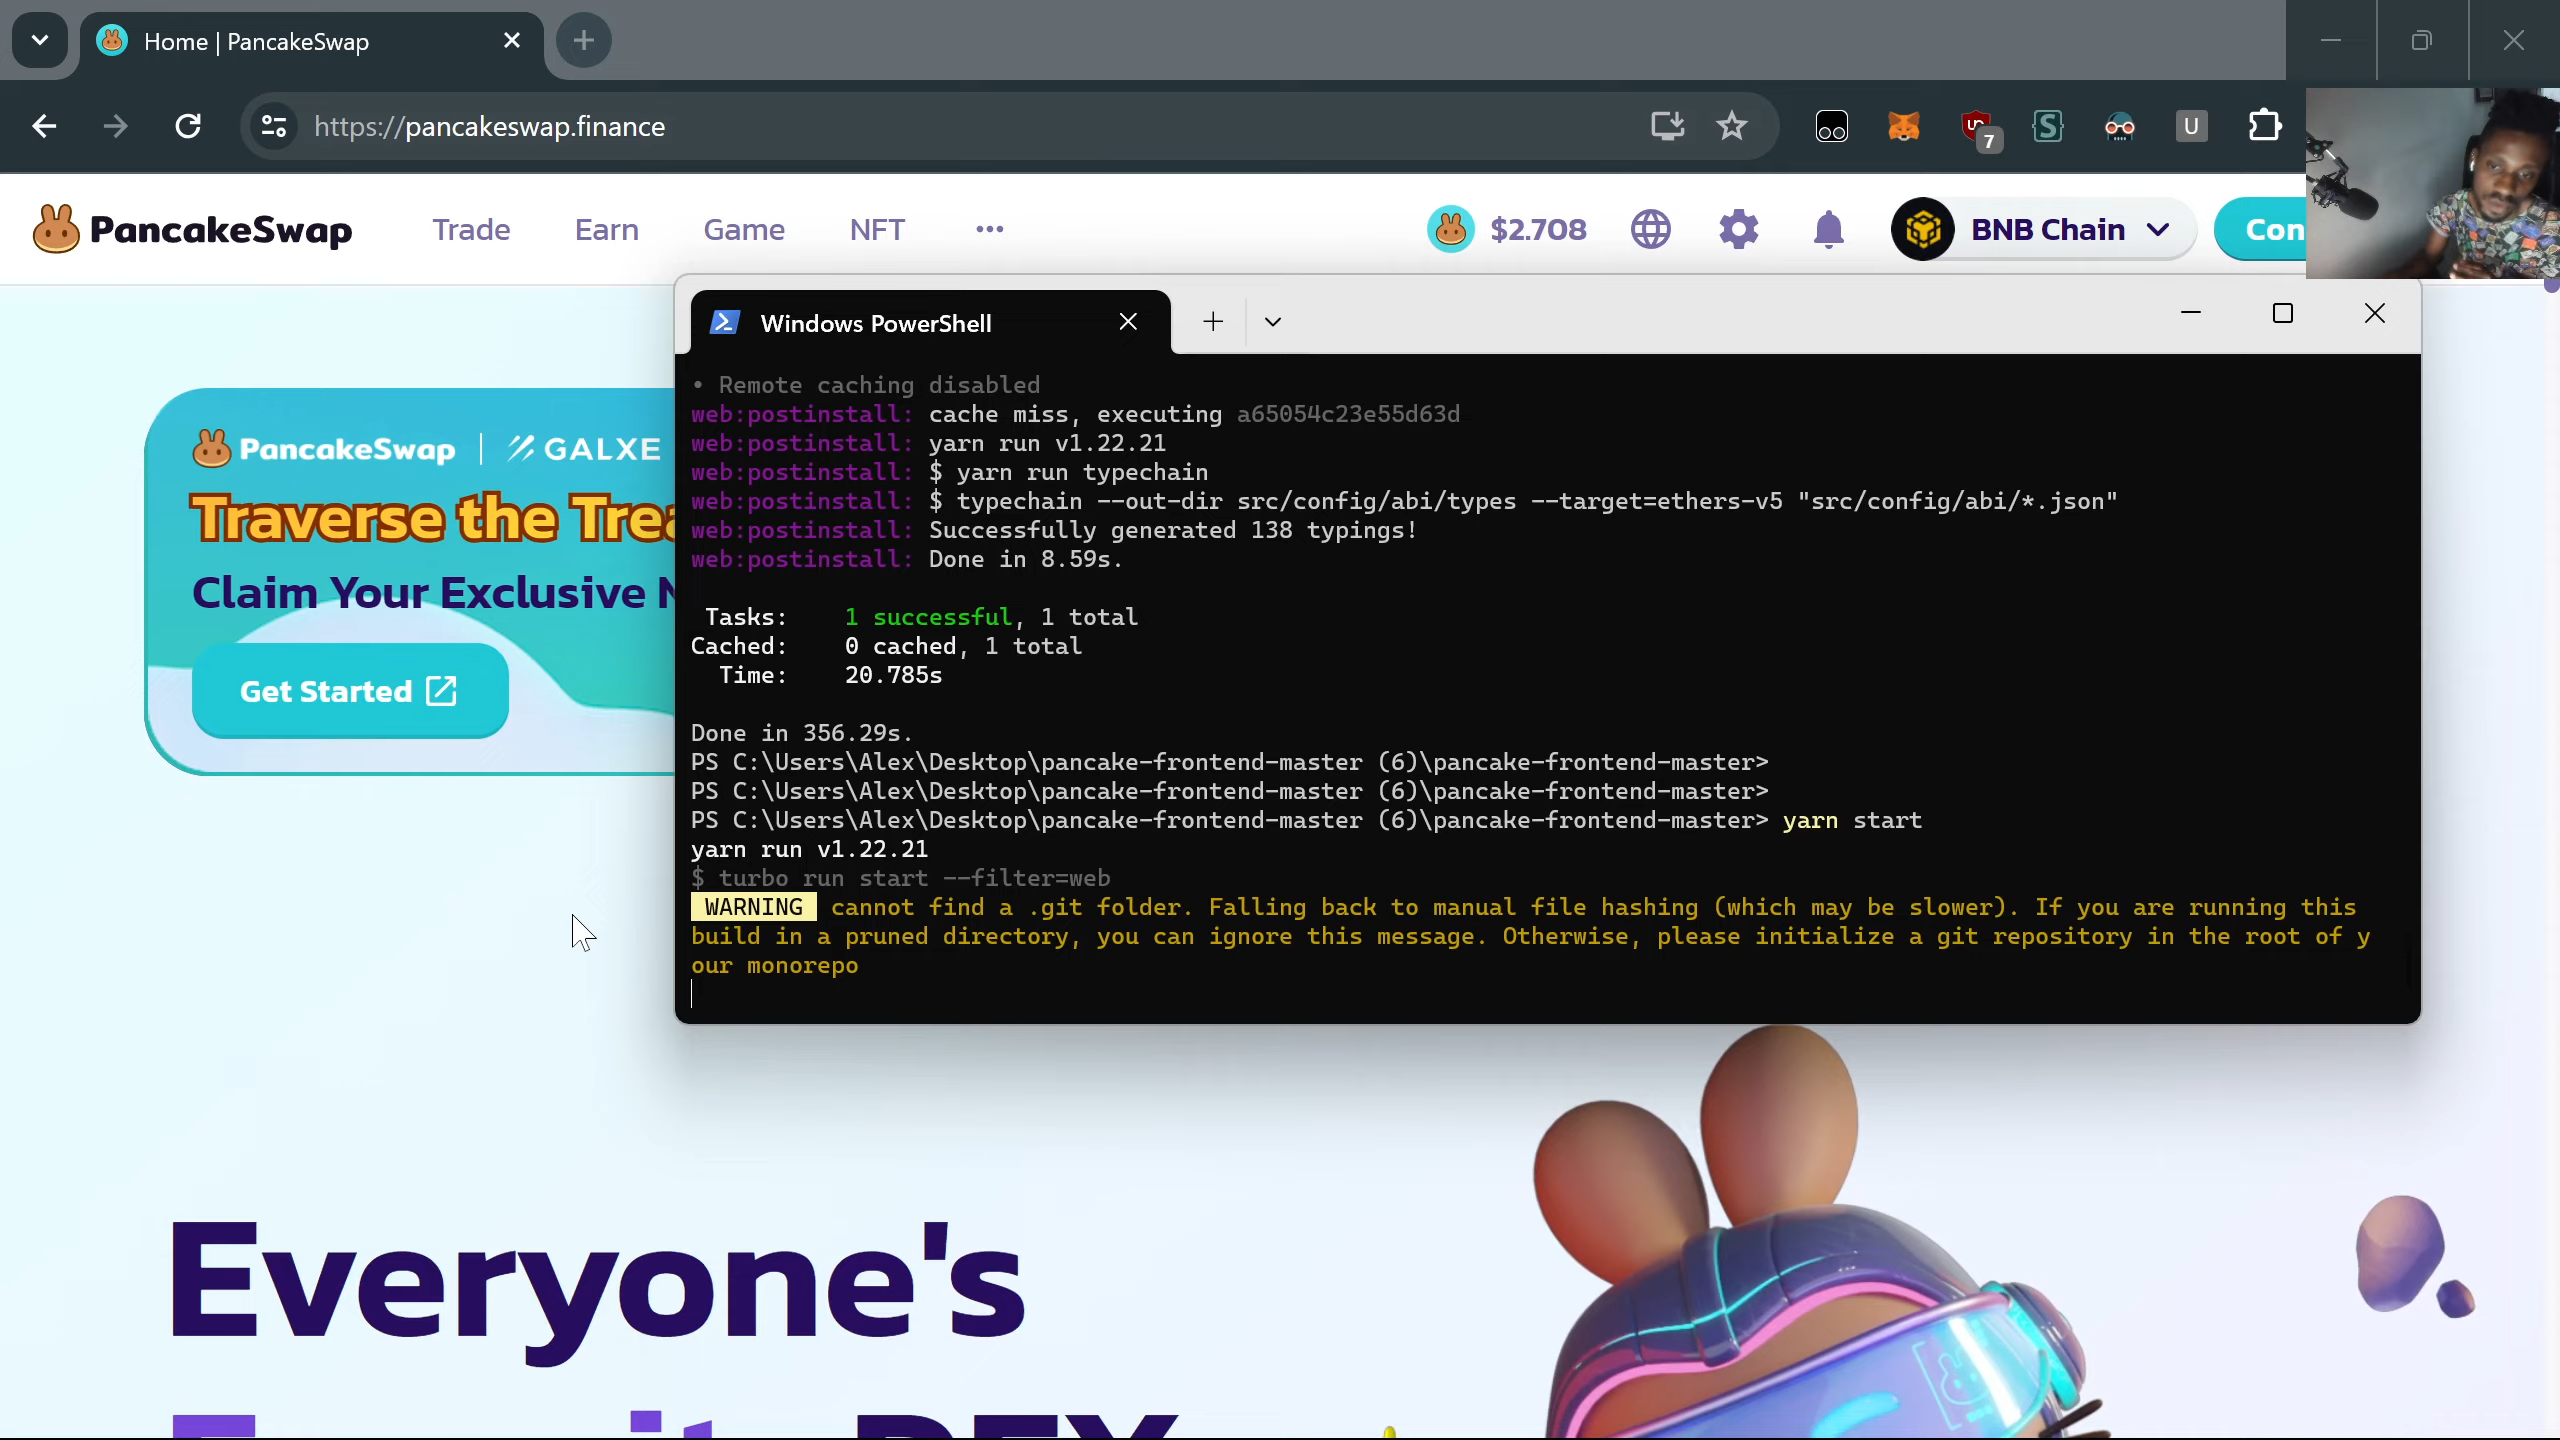 Home | PancakeSwap
https://pancakeswap.finance
7
U
PancakeSwap
Trade
Earn
Game
NFT
$2.708
BNB Chain
Con
Windows PowerShell
PancakeSwap | GALXE
Traverse the Trea
Claim Your Exclusive N
Get Started
• Remote caching disabled
web:postinstall: cache miss, executing a65054c23e55d63d
web:postinstall: yarn run v1.22.21
web:postinstall: $ yarn run typechain
web:postinstall: $ typechain --out-dir src/config/abi/types --target=ethers-v5 "src/config/abi/*.json"
web:postinstall: Successfully generated 138 typings!
web:postinstall: Done in 8.59s.
Tasks: 1 successful, 1 total
Cached: 0 cached, 1 total
Time: 20.785s
Done in 356.29s.
PS C:\Users\Alex\Desktop\pancake-frontend-master (6)\pancake-frontend-master>
PS C:\Users\Alex\Desktop\pancake-frontend-master (6)\pancake-frontend-master>
PS C:\Users\Alex\Desktop\pancake-frontend-master (6)\pancake-frontend-master> yarn start
yarn run v1.22.21
$ turbo run start --filter=web
WARNING cannot find a .git folder. Falling back to manual file hashing (which may be slower). If you are running this
build in a pruned directory, you can ignore this message. Otherwise, please initialize a git repository in the root of y
our monorepo
Everyone's